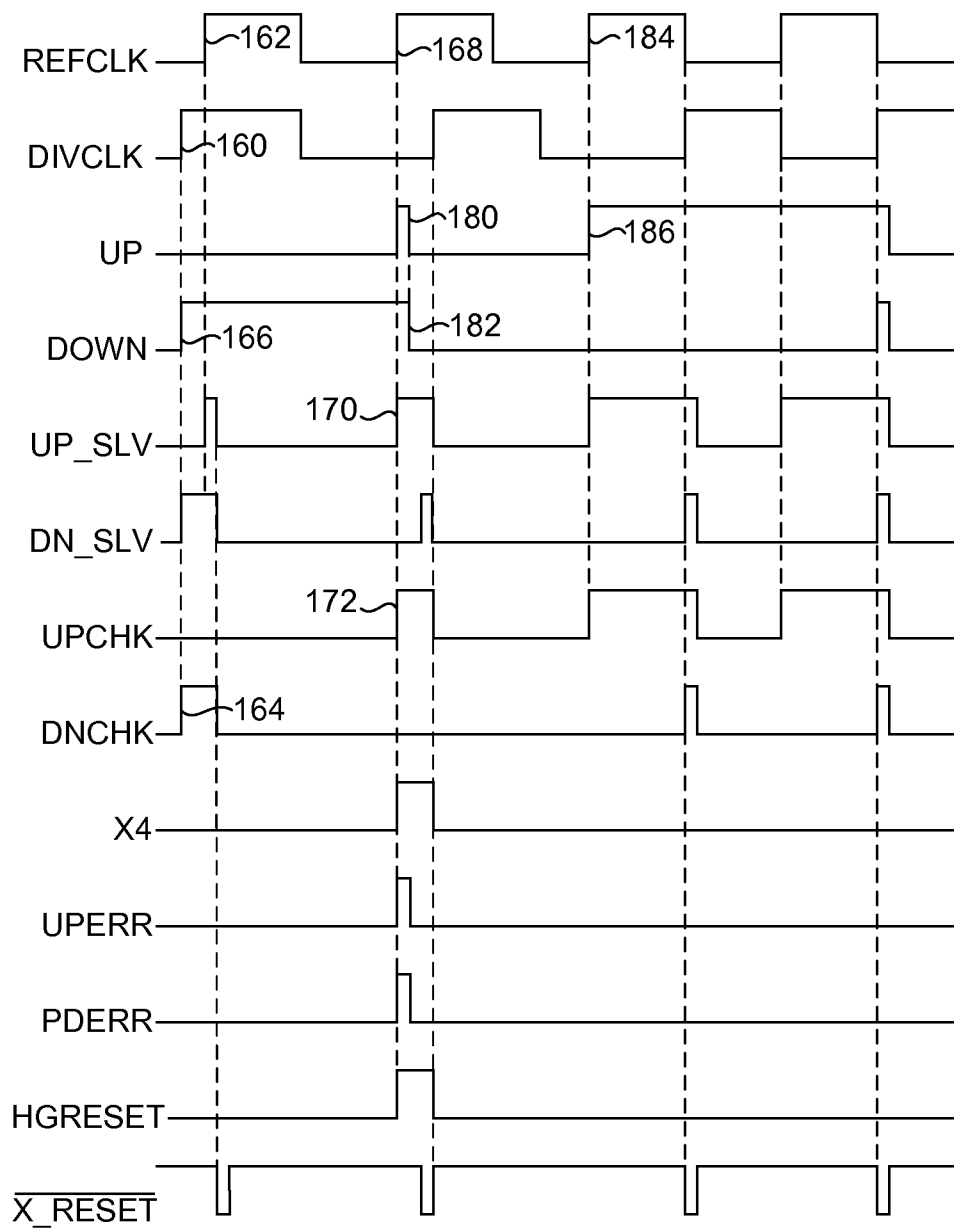 REFCLK 162 168 184
DIVCLK 160
UP 180 186
DOWN 166 182
UP_SLV 170
DN_SLV
UPCHK 172
DNCHK 164
X4
UPERR
PDERR
HGRESET
X_RESET